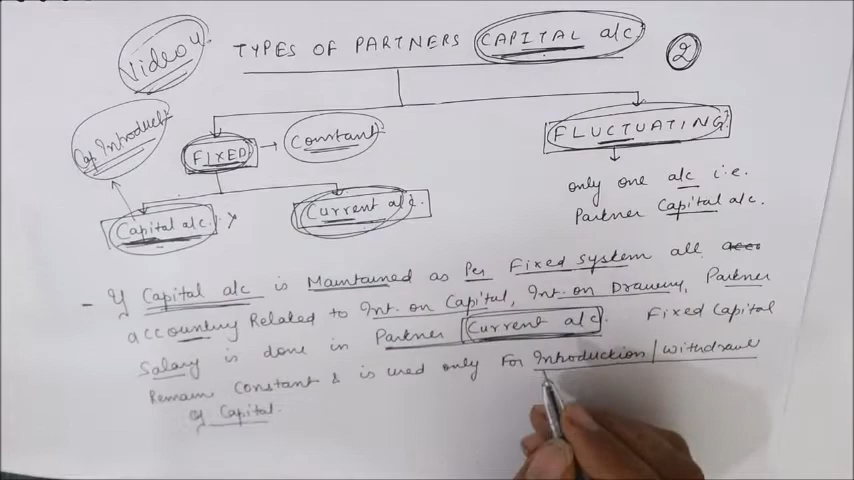 Video 4.
TYPES OF PARTNERS CAPITAL a/c.
2
Cap Introduct
FIXED → Constant
FLUCTUATING
only one a/c i.e.
Partner Capital a/c.
Capital a/c.
Current a/c.
- If Capital a/c is Maintained as Per Fixed system all
accounting Related to Int. on Capital, Int. on Drawing, Partner
Salary is done in Partner Current a/c. Fixed Capital
Remain Constant & is used only For Introduction / withdrawl
of Capital.